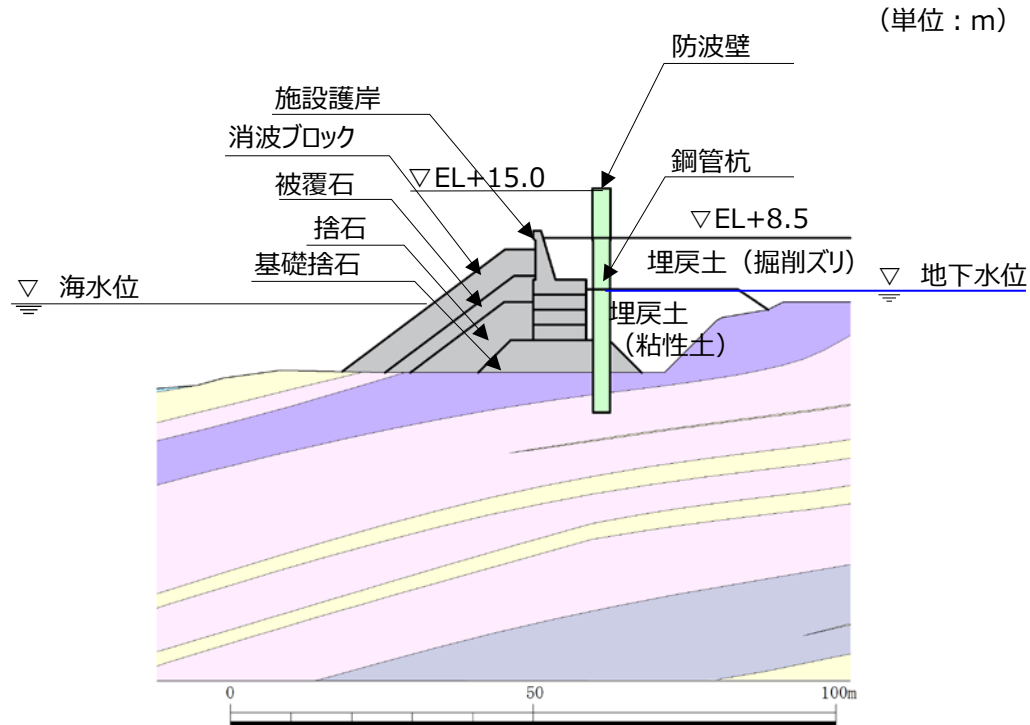 （単位：m）
防波壁
施設護岸
消波ブロック
鋼管杭
被覆石
▽EL+15.0
捨石
▽EL+8.5
基礎捨石
埋戻土（掘削ズリ）
▽ 海水位
▽ 地下水位
埋戻土
（粘性土）
0 50 100m